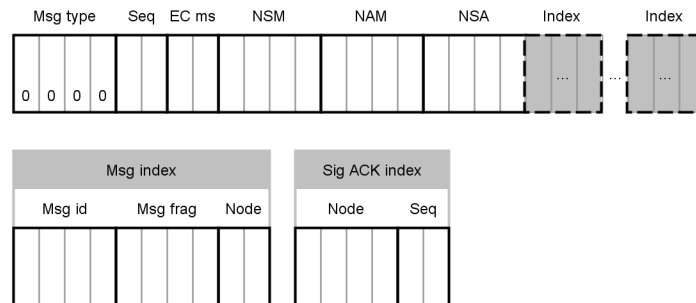 Msg type Seq EC ms NSM NAM NSA Index Index
0 0 0 0 ... ... ...
Msg index Sig ACK index
Msg id Msg frag Node Node Seq